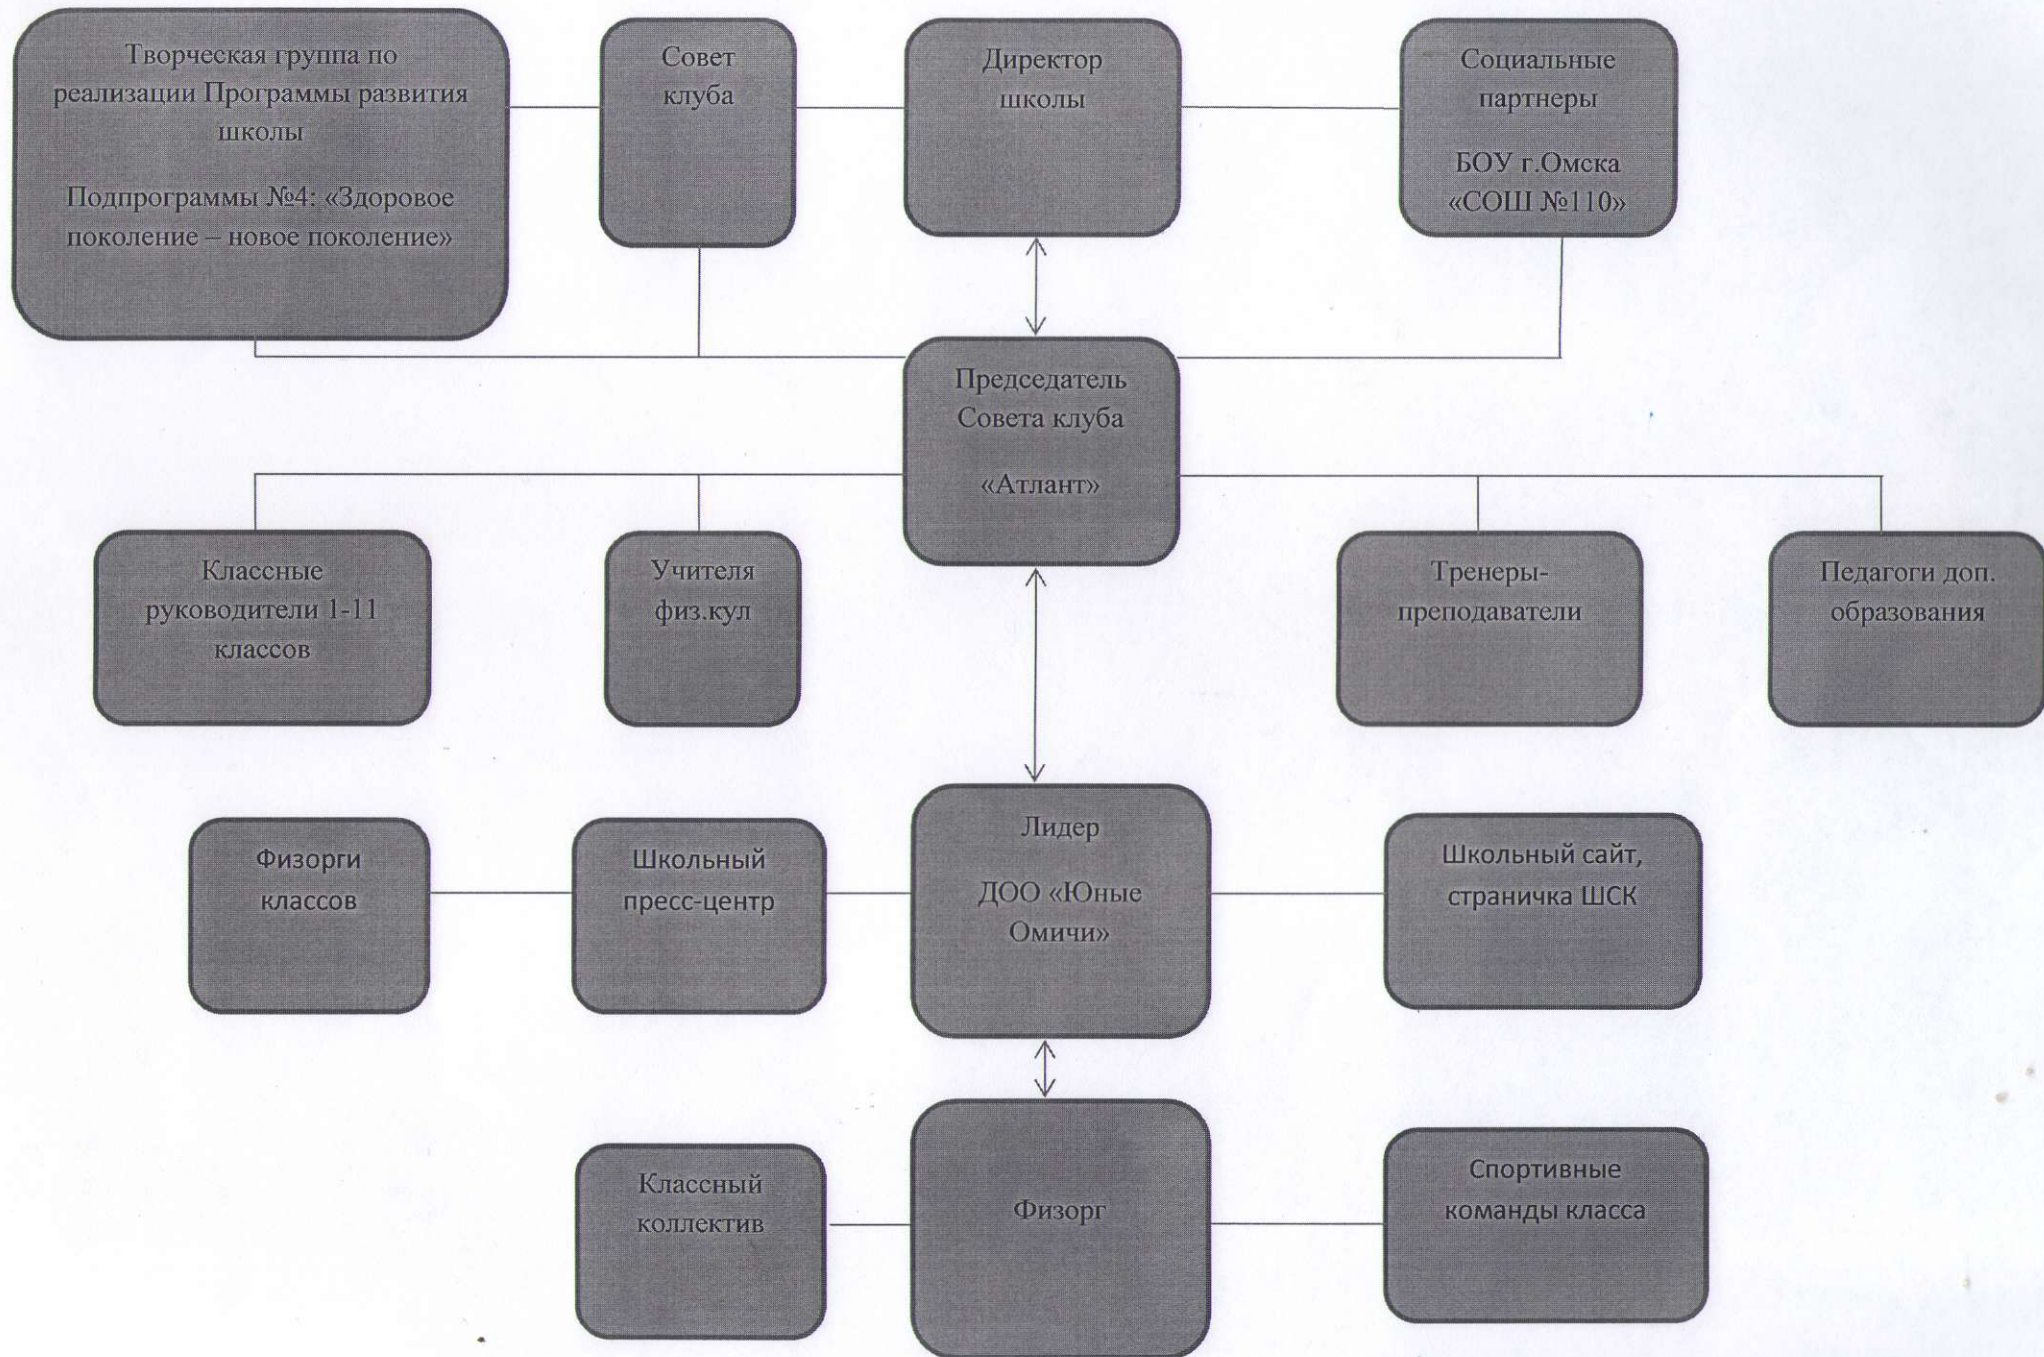 Творческая группа по
реализации Программы развития
школы
Подпрограммы №4: «Здоровое
поколение – новое поколение»
Совет
клуба
Директор
школы
Социальные
партнеры
БОУ г.Омска
«СОШ №110»
Председатель
Совета клуба
«Атлант»
Классные
руководители 1-11
классов
Учителя
физ.кул
Тренеры-
преподаватели
Педагоги доп.
образования
Физорги
классов
Школьный
пресс-центр
Лидер
ДОО «Юные
Омичи»
Школьный сайт,
страничка ШСК
Классный
коллектив
Физорг
Спортивные
команды класса